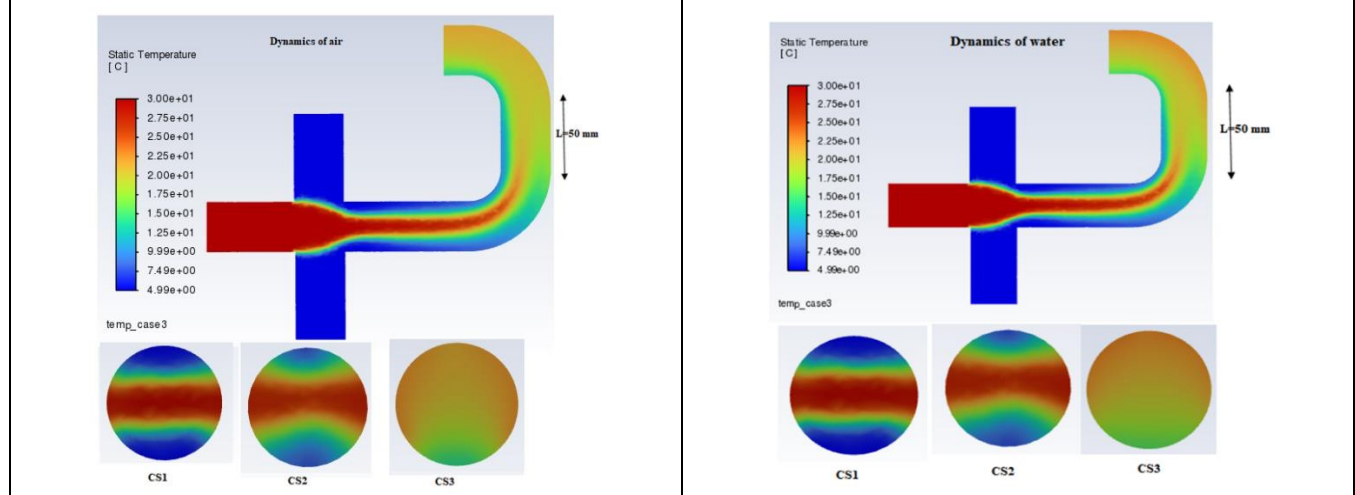 Dynamics of air
Static Temperature
[ C ]
3.00e+01
2.75e+01
2.50e+01
2.25e+01
2.00e+01
1.75e+01
1.50e+01
1.25e+01
9.99e+00
7.49e+00
4.99e+00
L=50 mm
temp_case3
CS1
CS2
CS3
Dynamics of water
Static Temperature
[C]
3.00e+01
2.75e+01
2.50e+01
2.25e+01
2.00e+01
1.75e+01
1.50e+01
1.25e+01
9.99e+00
7.49e+00
4.99e+00
L=50 mm
temp_case3
CS1
CS2
CS3